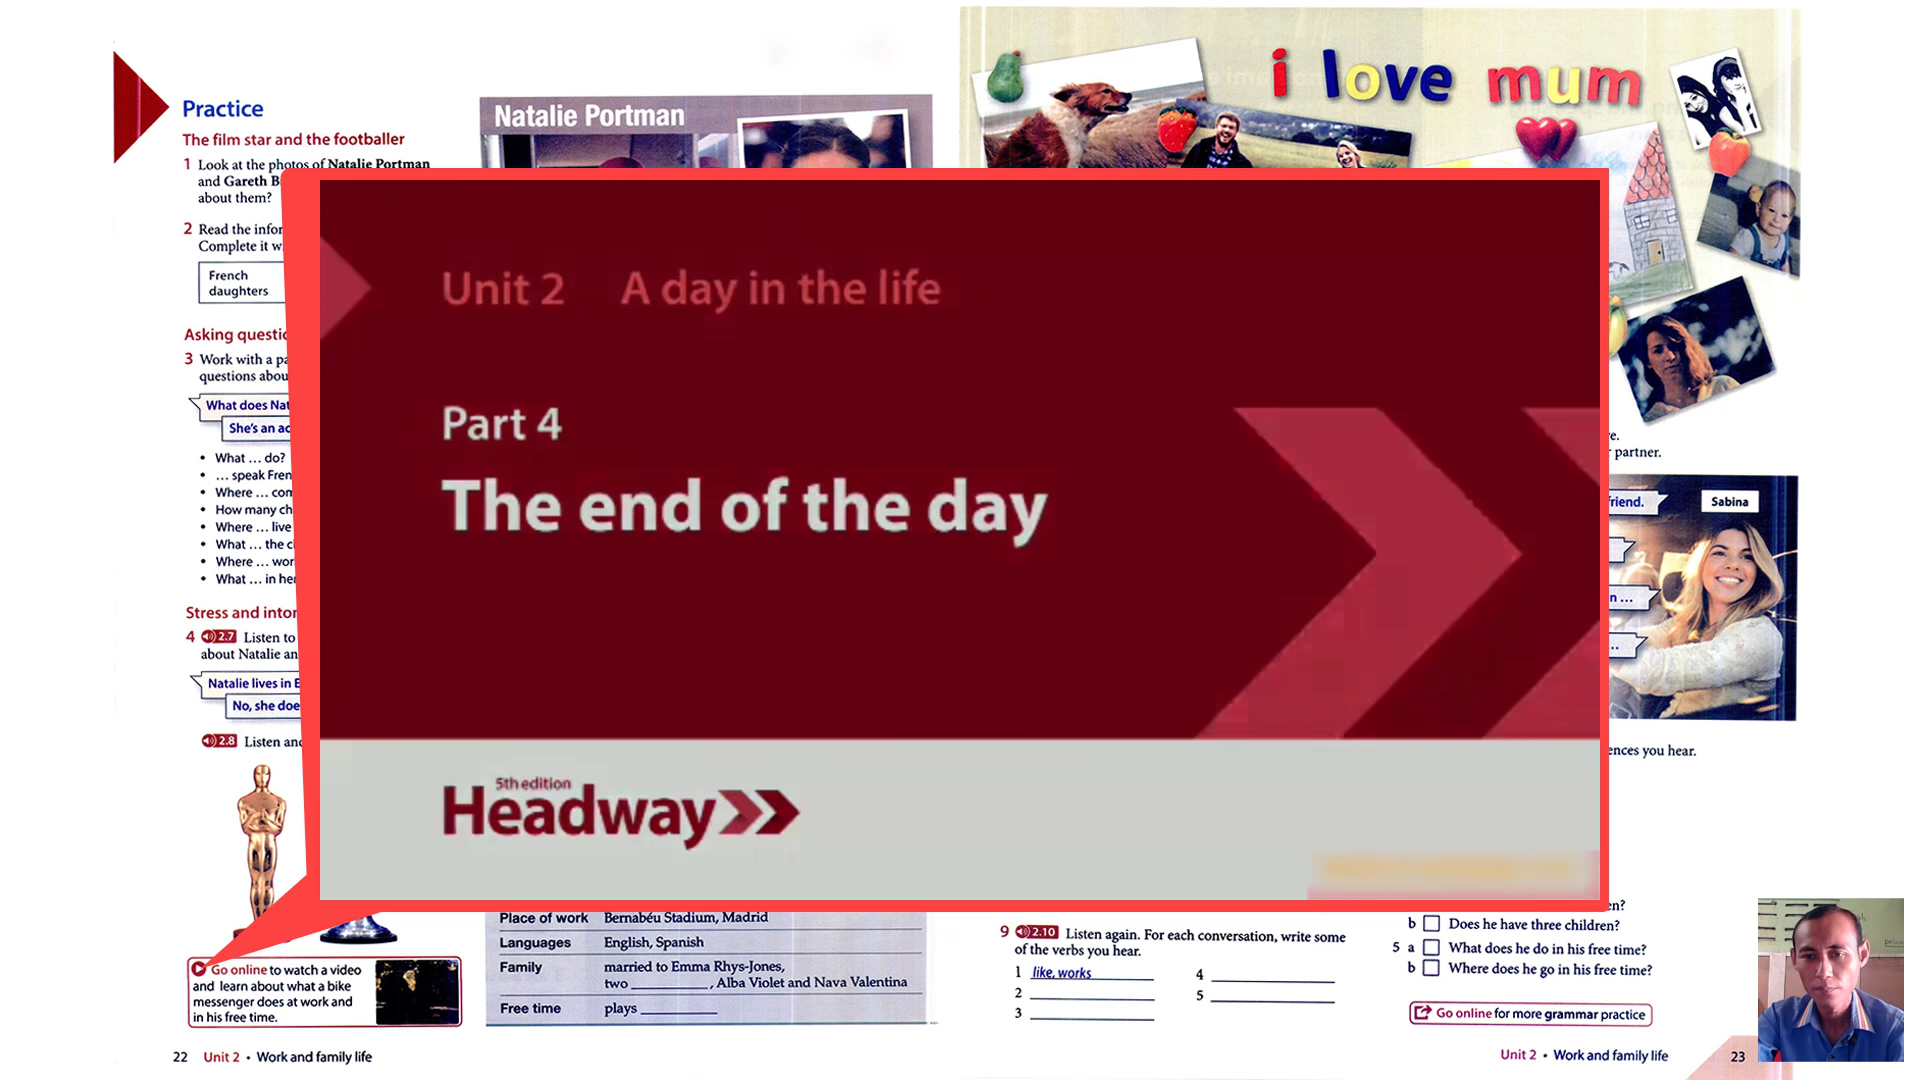 Practice
The film star and the footballer
1 Look at the photos of Natalie Portman
and Gareth B
about them?
2 Read the infor
Complete it w
French
daughters
Asking questio
3 Work with a pa
questions abou
What does Nat
She's an ac
• What … do?
• … speak Fren
• Where … com
• How many ch
• Where … live
• What … the c
• Where … wor
• What … in her
Stress and inton
4 2.7 Listen to
about Natalie an
Natalie lives in E
No, she doe
2.8 Listen and
Go online to watch a video
and learn about what a bike
messenger does at work and
in his free time.
22 Unit 2 • Work and family life
Natalie Portman
Unit 2 A day in the life
Part 4
The end of the day
5th edition
Headway
Place of work Bernabéu Stadium, Madrid
Languages English, Spanish
Family married to Emma Rhys-Jones,
two ________, Alba Violet and Nava Valentina
Free time plays ________
i love mum
re.
partner.
riend.
Sabina
n …
..
ences you hear.
9 2.10 Listen again. For each conversation, write some
of the verbs you hear.
1 like, works
2
3
4
5
en?
b Does he have three children?
5 a What does he do in his free time?
b Where does he go in his free time?
Go online for more grammar practice
Unit 2 • Work and family life 23